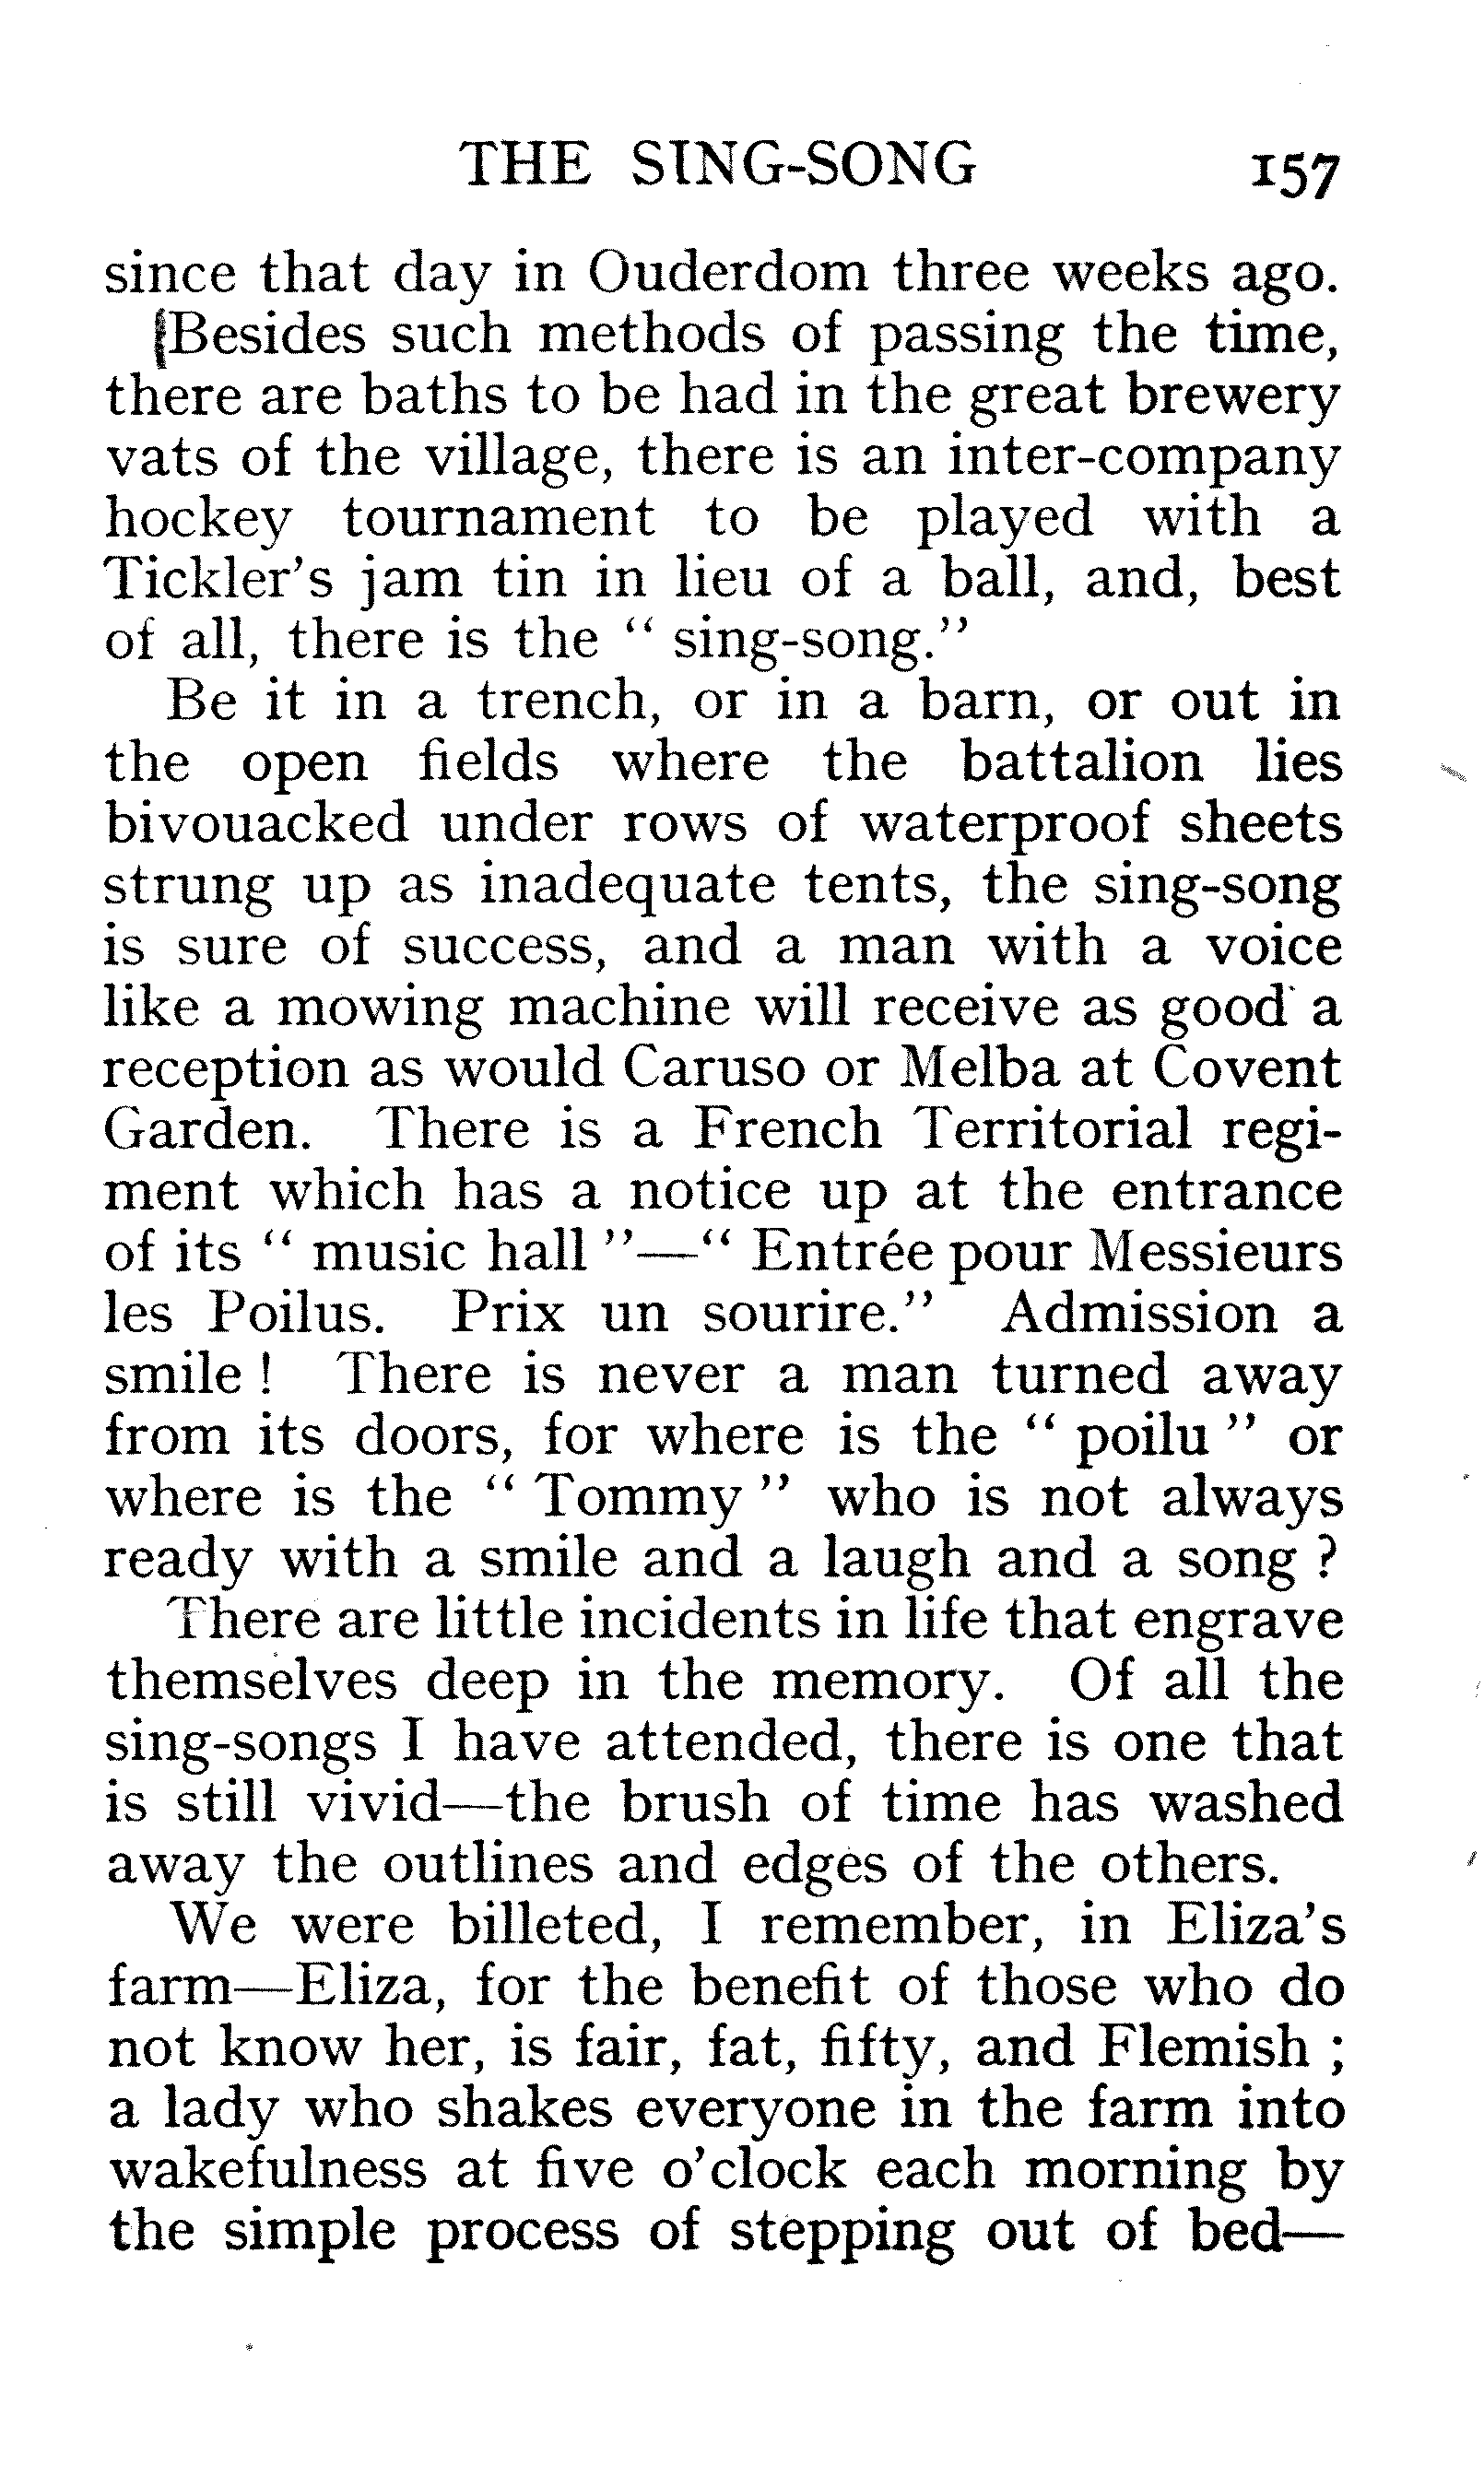 THE SING-SONG 157
since that day in Ouderdom three weeks ago.
Besides such methods of passing the time,
there are baths to be had in the great brewery
vats of the village, there is an inter-company
hockey tournament to be played with a
Tickler's jam tin in lieu of a ball, and, best
of all, there is the " sing-song."
Be it in a trench, or in a barn, or out in
the open fields where the battalion lies
bivouacked under rows of waterproof sheets
strung up as inadequate tents, the sing-song
is sure of success, and a man with a voice
like a mowing machine will receive as good a
reception as would Caruso or Melba at Covent
Garden. There is a French Territorial regi-
ment which has a notice up at the entrance
of its " music hall "—" Entrée pour Messieurs
les Poilus. Prix un sourire." Admission a
smile ! There is never a man turned away
from its doors, for where is the " poilu " or
where is the " Tommy " who is not always
ready with a smile and a laugh and a song ?
There are little incidents in life that engrave
themselves deep in the memory. Of all the
sing-songs I have attended, there is one that
is still vivid—the brush of time has washed
away the outlines and edges of the others.
We were billeted, I remember, in Eliza's
farm—Eliza, for the benefit of those who do
not know her, is fair, fat, fifty, and Flemish ;
a lady who shakes everyone in the farm into
wakefulness at five o'clock each morning by
the simple process of stepping out of bed—